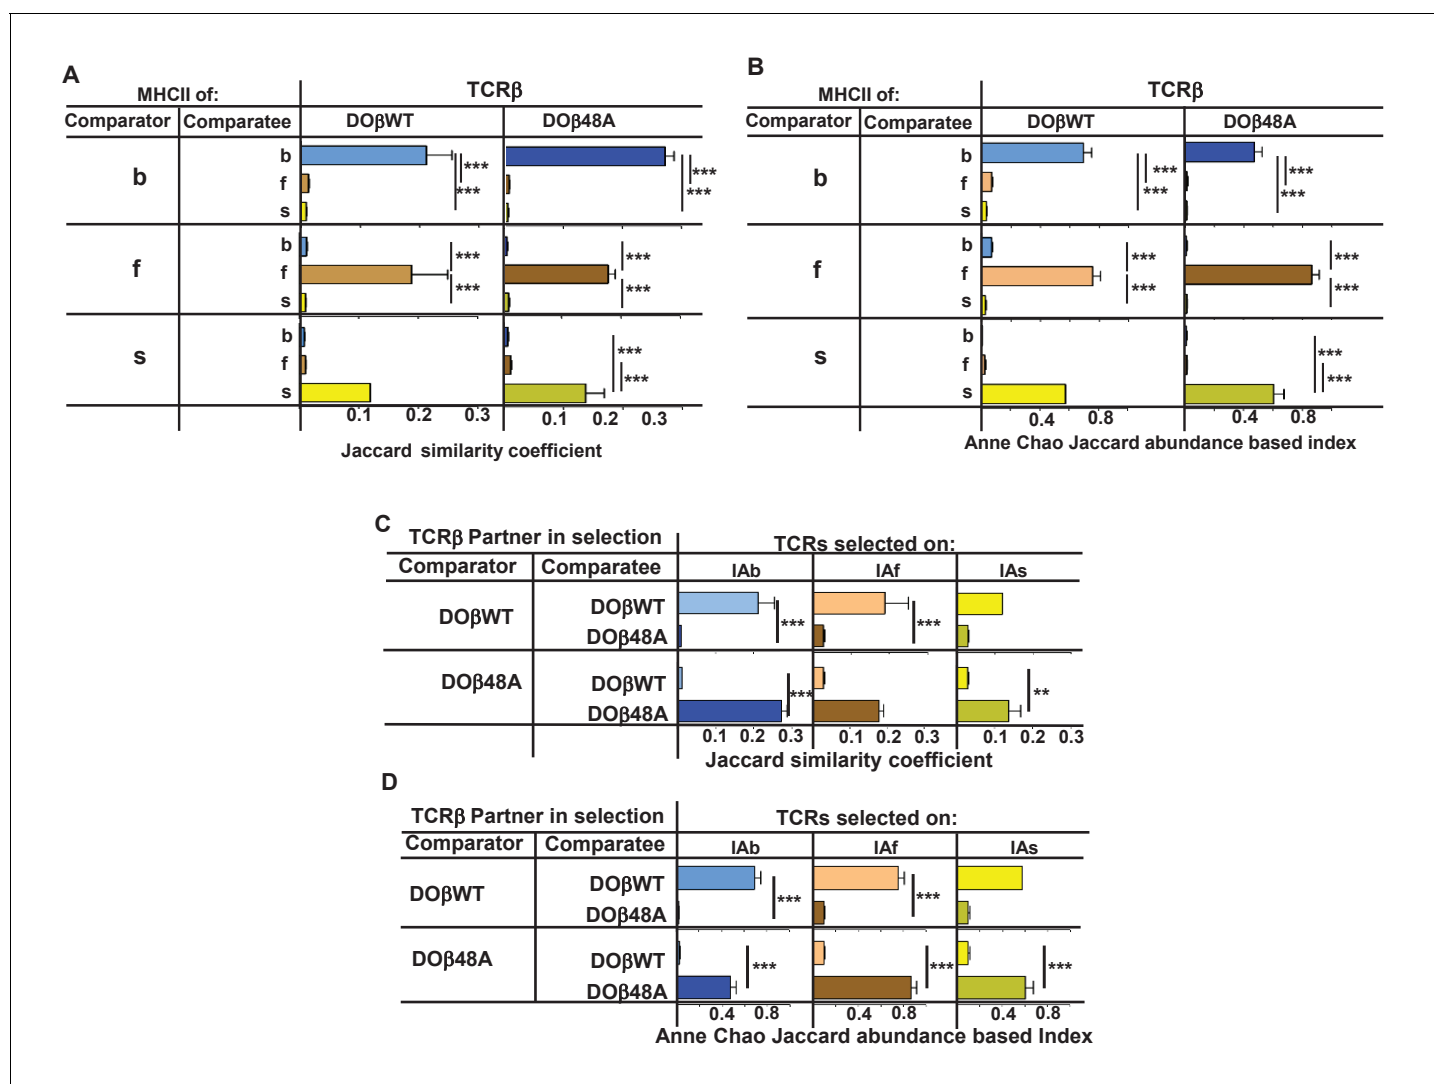 A
MHCII of: TCRβ
Comparator Comparatee DOβWT DOβ48A
b
b
f
s
***
***
***
***
f
b
f
s
***
***
***
***
s
b
f
s
***
***
0.1 0.2 0.3 0.1 0.2 0.3
Jaccard similarity coefficient
B
MHCII of: TCRβ
Comparator Comparatee DOβWT DOβ48A
b
b
f
s
***
***
***
***
f
b
f
s
***
***
***
***
s
b
f
s
***
***
0.4 0.8 0.4 0.8
Anne Chao Jaccard abundance based index
C
TCRβ Partner in selection TCRs selected on:
Comparator Comparatee IAb IAf IAs
DOβWT DOβWT
DOβ48A
*** ***
DOβ48A DOβWT
DOβ48A
*** **
0.1 0.2 0.3 0.1 0.2 0.3 0.1 0.2 0.3
Jaccard similarity coefficient
D
TCRβ Partner in selection TCRs selected on:
Comparator Comparatee IAb IAf IAs
DOβWT DOβWT
DOβ48A
*** ***
DOβ48A DOβWT
DOβ48A
*** *** ***
0.4 0.8 0.4 0.8 0.4 0.8
Anne Chao Jaccard abundance based Index